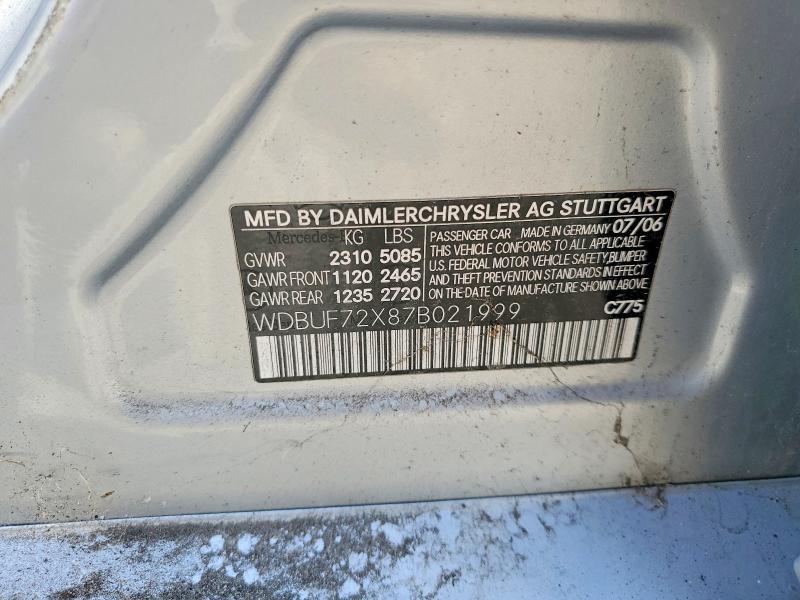 MFD BY DAIMLERCHRYSLER AG STUTTGART
Mercedes- KG LBS
GVWR 2310 5085
GAWR FRONT 1120 2465
GAWR REAR 1235 2720
PASSENGER CAR MADE IN GERMANY 07/06
THIS VEHICLE CONFORMS TO ALL APPLICABLE
U.S. FEDERAL MOTOR VEHICLE SAFETY, BUMPER
AND THEFT PREVENTION STANDARDS IN EFFECT
ON THE DATE OF MANUFACTURE SHOWN ABOVE.
WDBUF72X87B021999 C775